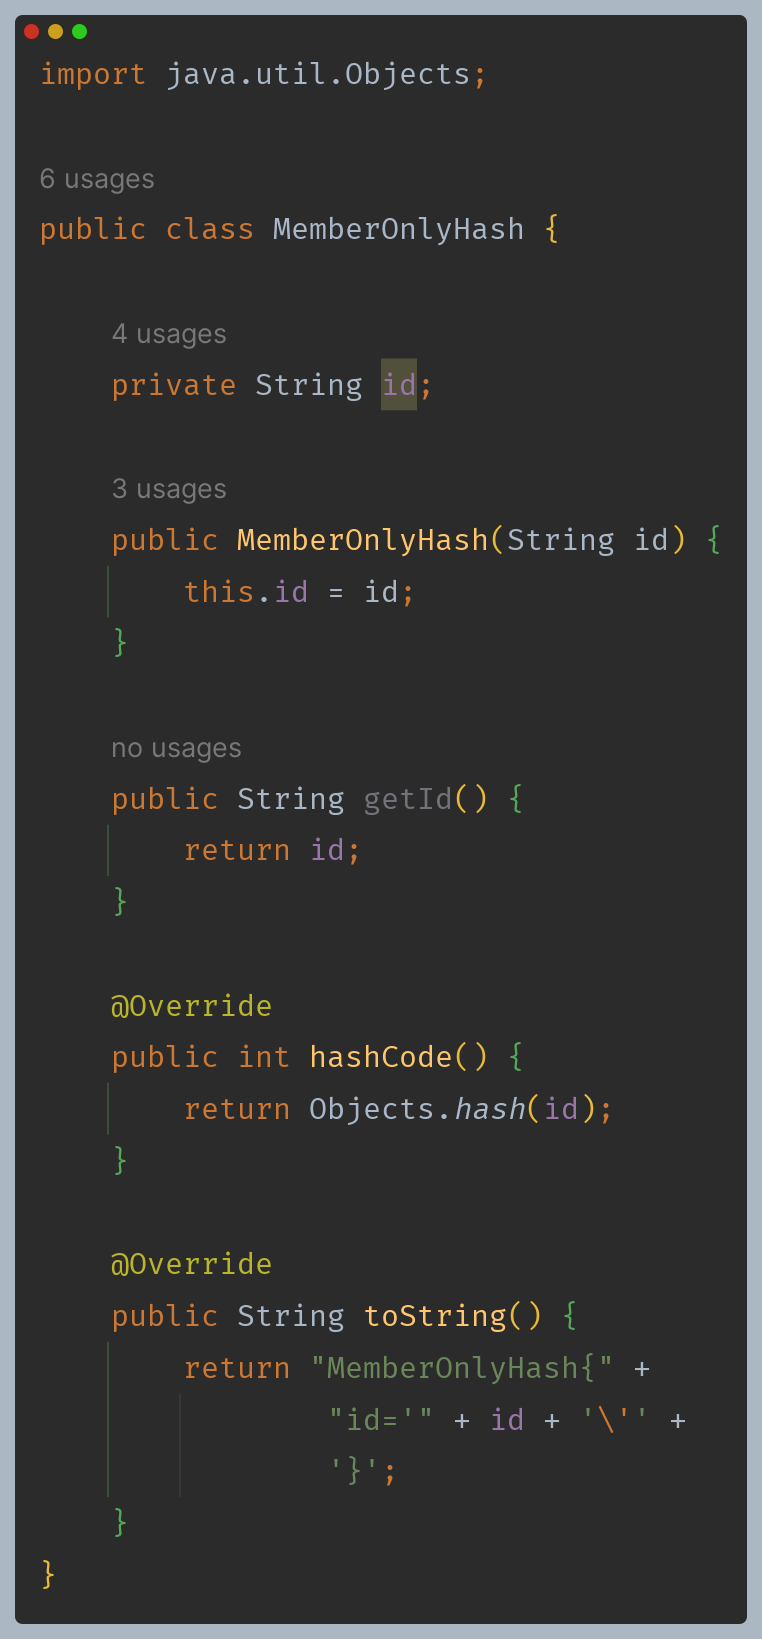 import java.util.Objects;
6 usages
public class MemberOnlyHash {
4 usages
private String id;
3 usages
public MemberOnlyHash(String id) {
this.id = id;
}
no usages
public String getId() {
return id;
}
@Override
public int hashCode() {
return Objects.hash(id);
}
@Override
public String toString() {
return "MemberOnlyHash{" +
"id='" + id + '\'' +
'}';
}
}